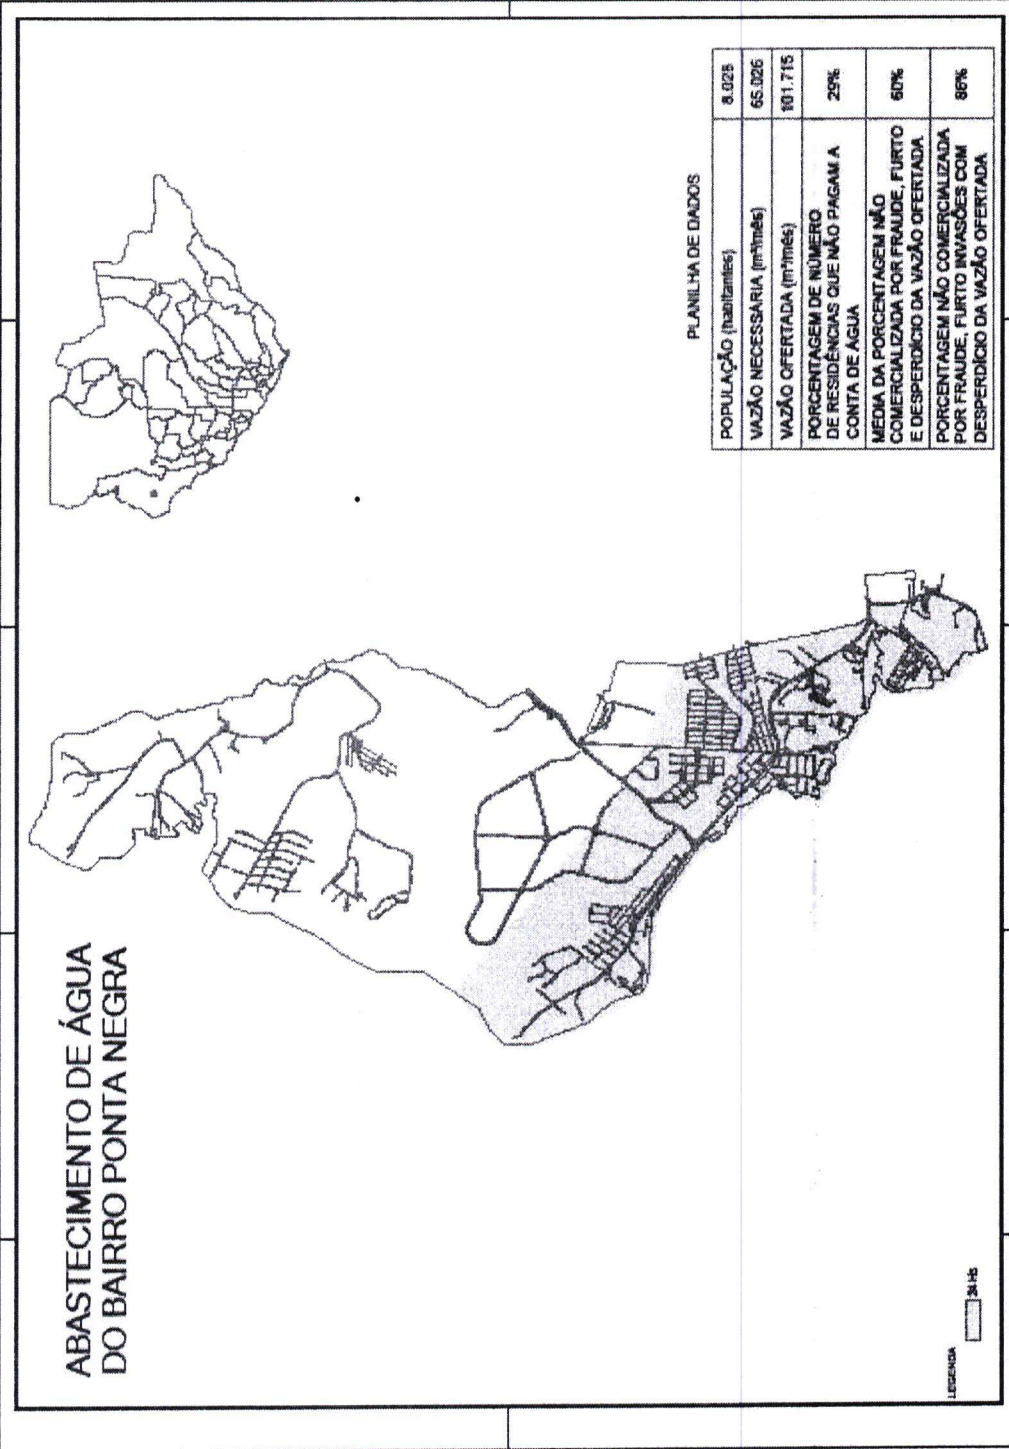 ABASTECIMENTO DE ÁGUA
DO BAIRRO PONTA NEGRA
PLANILHA DE DADOS
POPULAÇÃO (habitantes) 8.028
VAZÃO NECESSÁRIA (m³/mês) 65.026
VAZÃO OFERTADA (m³/mês) 101.715
PORCENTAGEM DE NÚMERO
DE RESIDÊNCIAS QUE NÃO PAGAM A 29%
CONTA DE ÁGUA
MÉDIA DA PORCENTAGEM NÃO
COMERCIALIZADA POR FRAUDE, FURTO 60%
E DESPERDÍCIO DA VAZÃO OFERTADA
PORCENTAGEM NÃO COMERCIALIZADA
POR FRAUDE, FURTO INVASÕES COM 86%
DESPERDÍCIO DA VAZÃO OFERTADA
LEGENDA
24 Hs